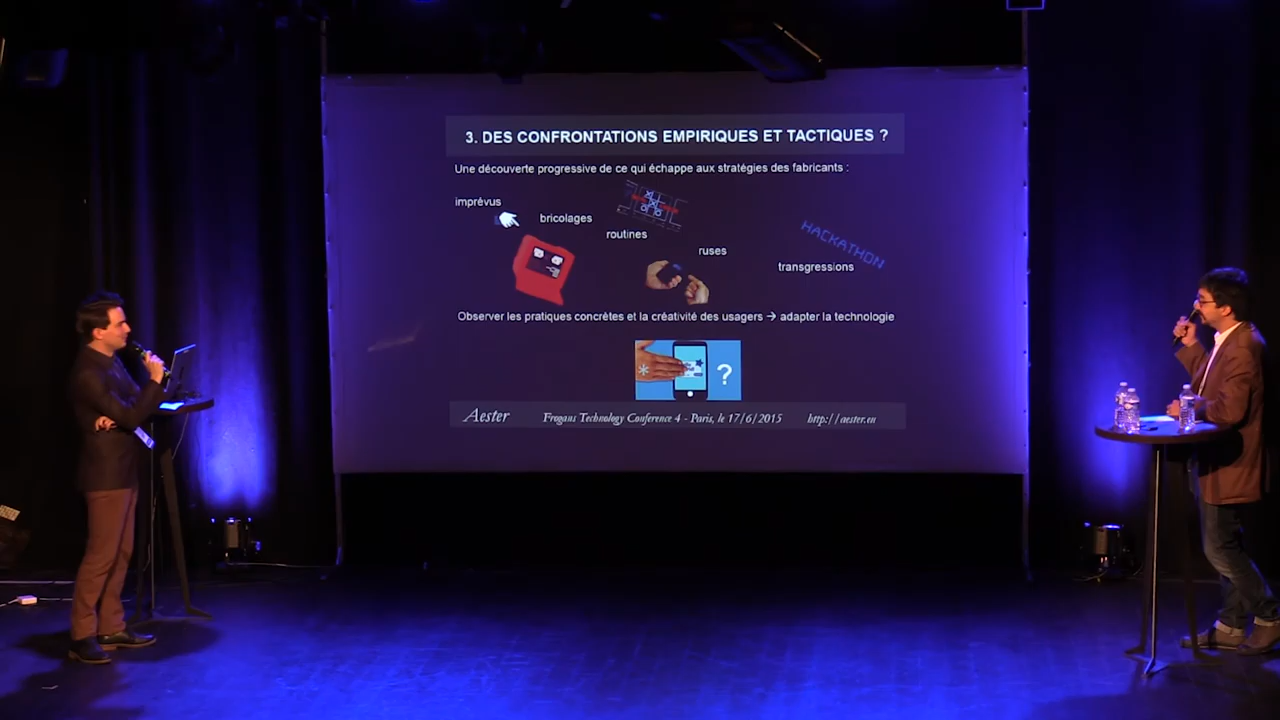 3. DES CONFRONTATIONS EMPIRIQUES ET TACTIQUES ?
Une découverte progressive de ce qui échappe aux stratégies des fabricants :
imprévus
bricolages
routines
ruses
HACKATHON
transgressions
Observer les pratiques concrètes et la créativité des usagers → adapter la technologie
* ?
Aester Frogans Technology Conference 4 - Paris, le 17/6/2015 http://aester.eu